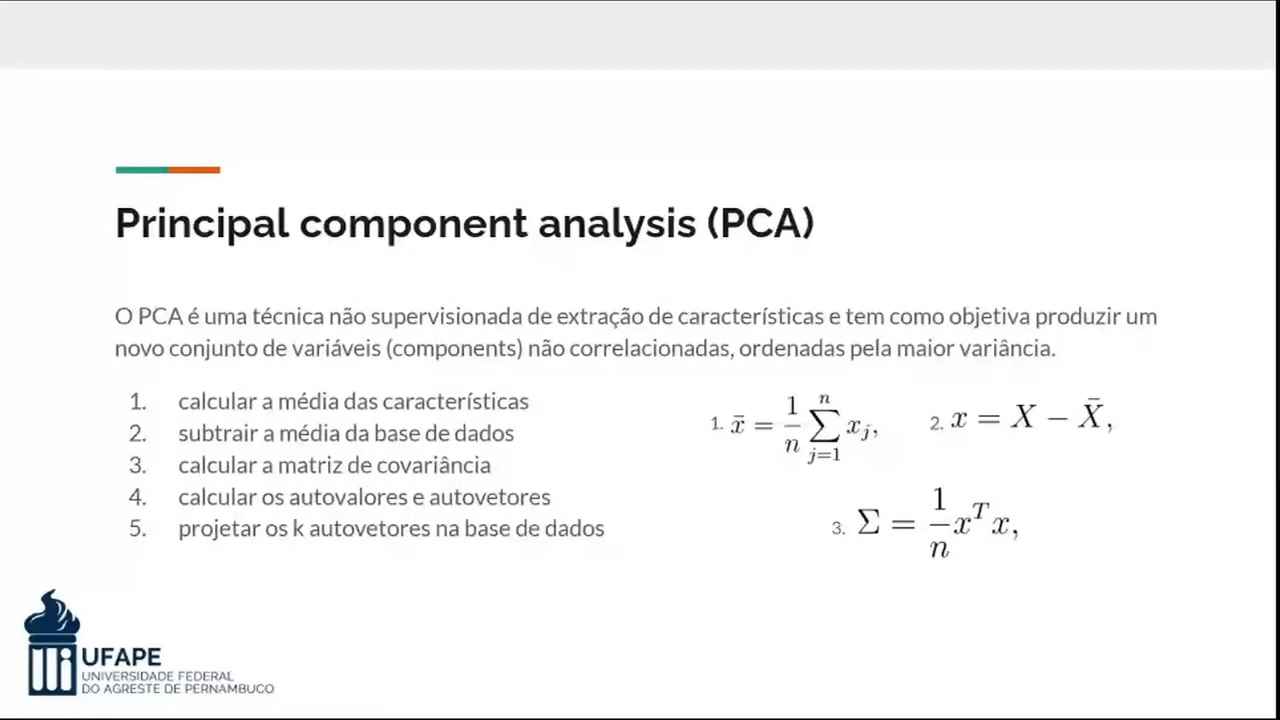 Principal component analysis (PCA)
O PCA é uma técnica não supervisionada de extração de características e tem como objetiva produzir um
novo conjunto de variáveis (components) não correlacionadas, ordenadas pela maior variância.
1. calcular a média das características
2. subtrair a média da base de dados
3. calcular a matriz de covariância
4. calcular os autovalores e autovetores
5. projetar os k autovetores na base de dados
1. x̄ = 1/n ∑_{j=1}^{n} x_j,
2. x = X − X̄,
3. Σ = 1/n x^T x,
UFAPE
UNIVERSIDADE FEDERAL
DO AGRESTE DE PERNAMBUCO